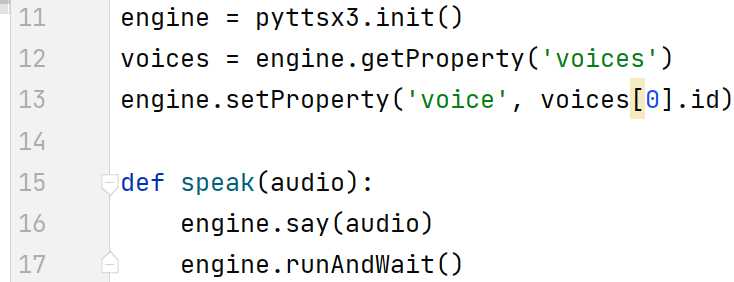 11 engine = pyttsx3.init()
12 voices = engine.getProperty('voices')
13 engine.setProperty('voice', voices[0].id)
14
15 def speak(audio):
16     engine.say(audio)
17     engine.runAndWait()